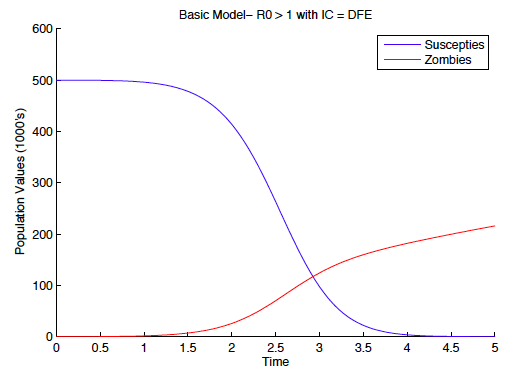 Basic Model– R0 > 1 with IC = DFE
600
500
400
300
200
100
0
Population Values (1000's)
Suscepties
Zombies
0 0.5 1 1.5 2 2.5 3 3.5 4 4.5 5
Time